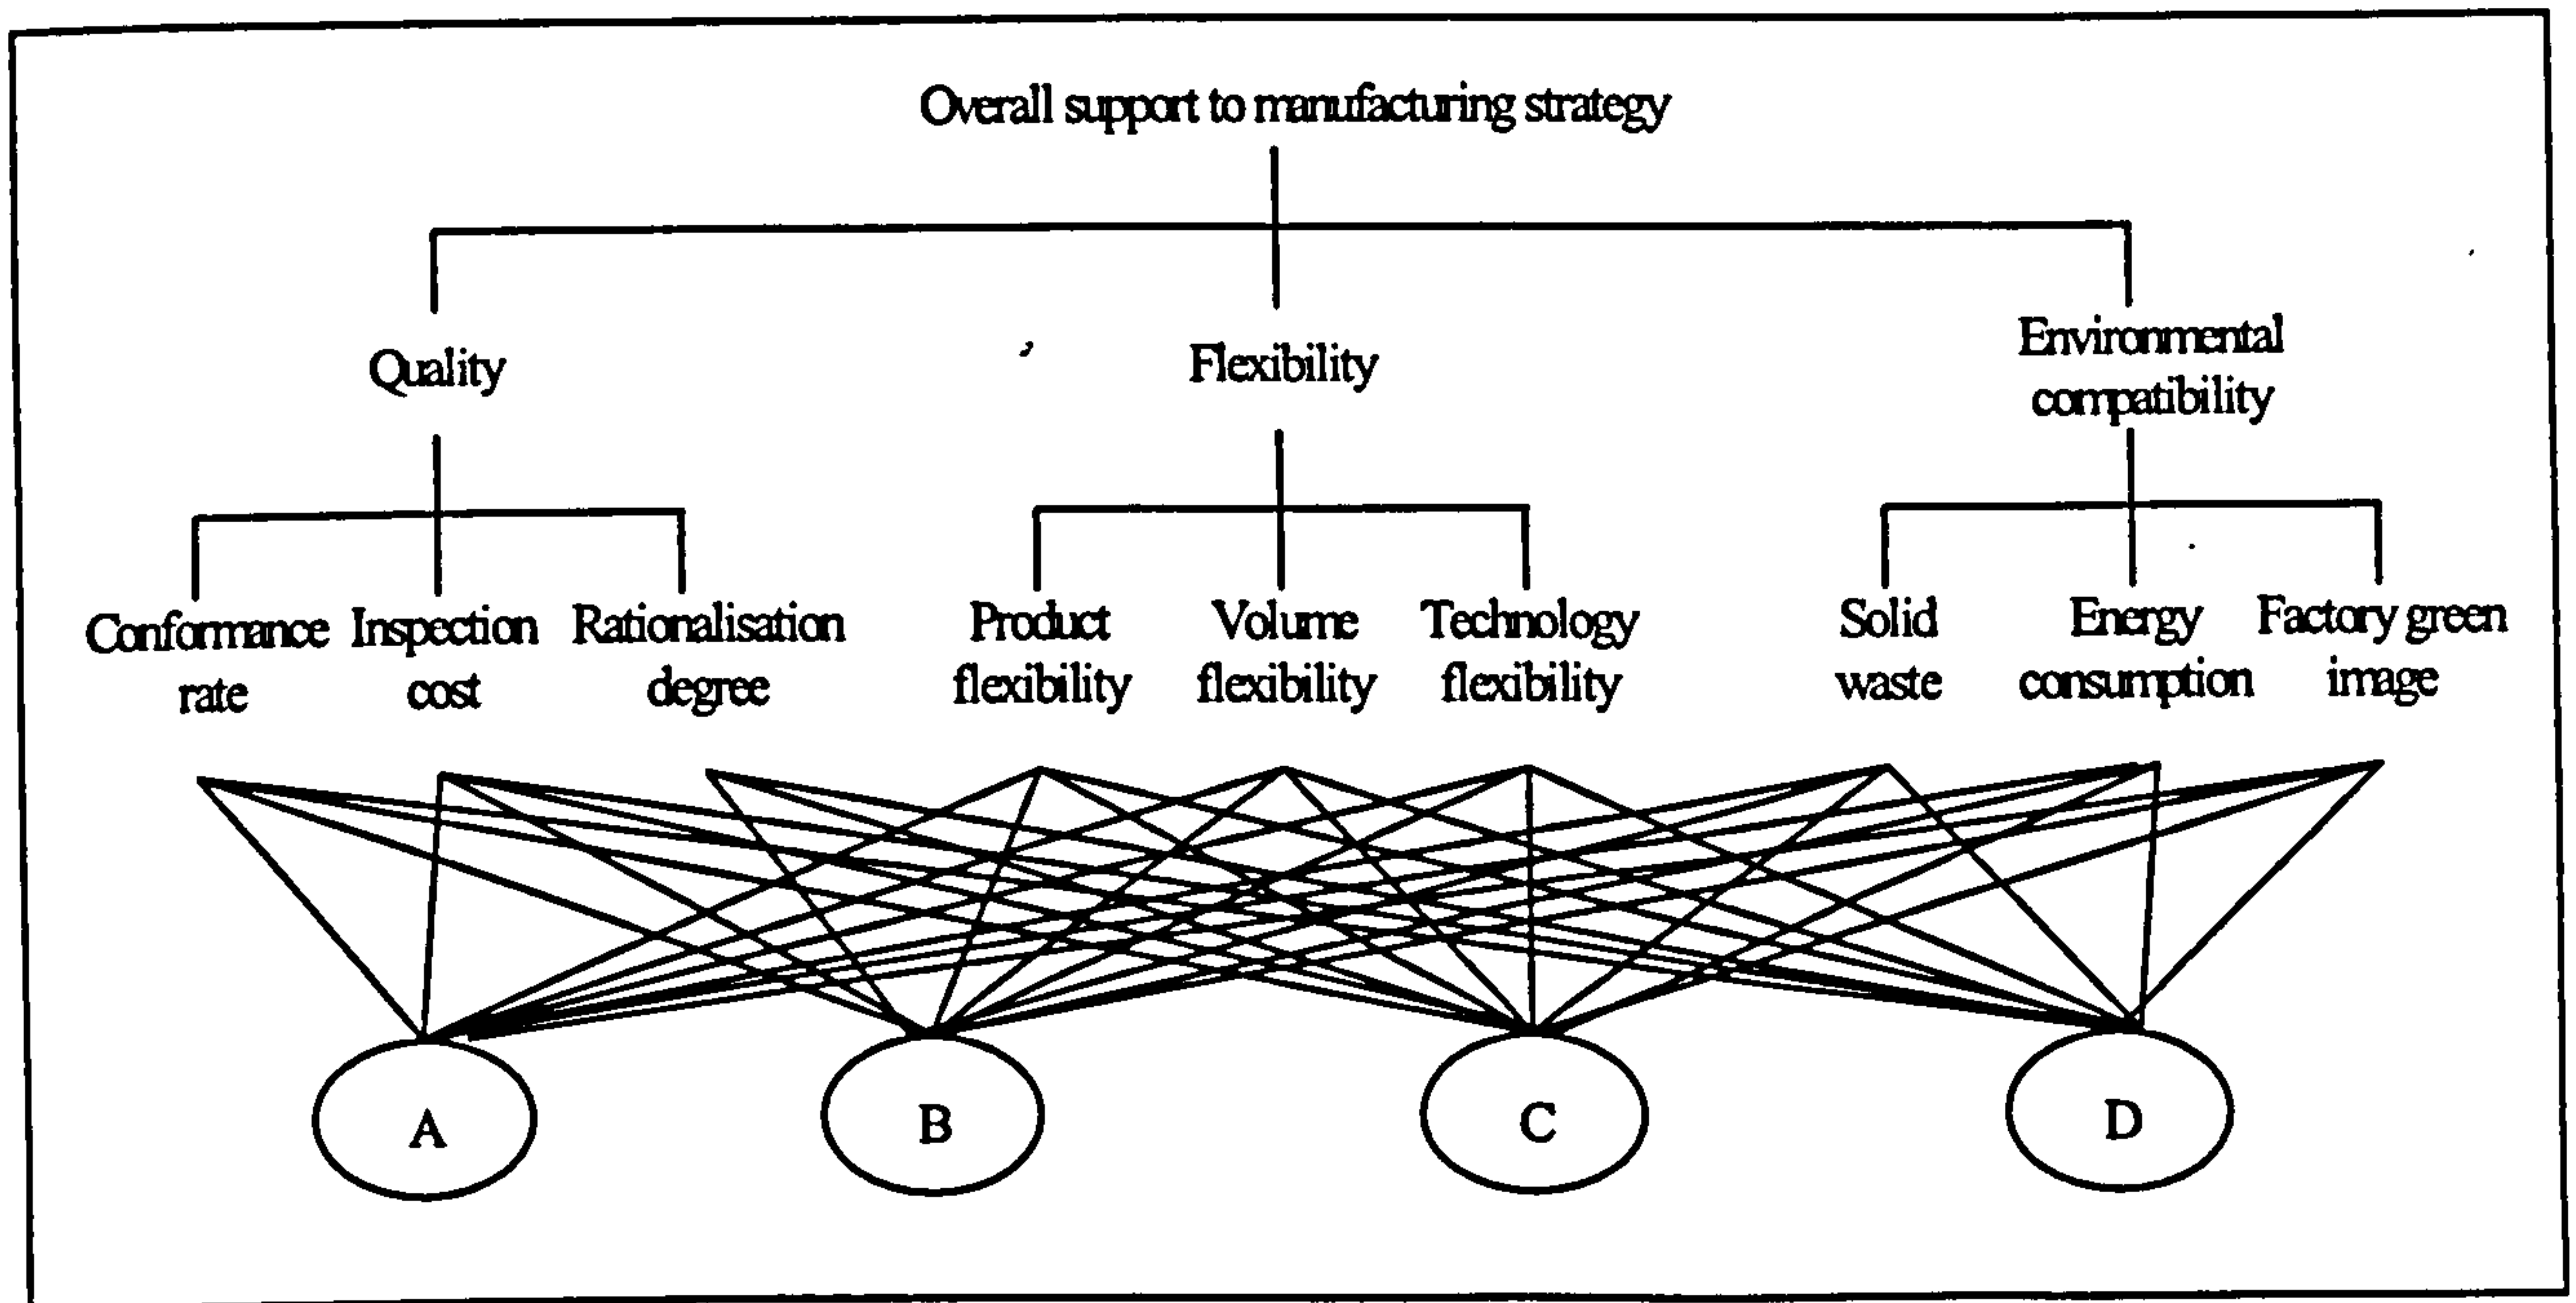 Overall support to manufacturing strategy
Quality
Flexibility
Environmental
compatibility
Conformance
rate
Inspection
cost
Rationalisation
degree
Product
flexibility
Volume
flexibility
Technology
flexibility
Solid
waste
Energy
consumption
Factory green
image
A
B
C
D